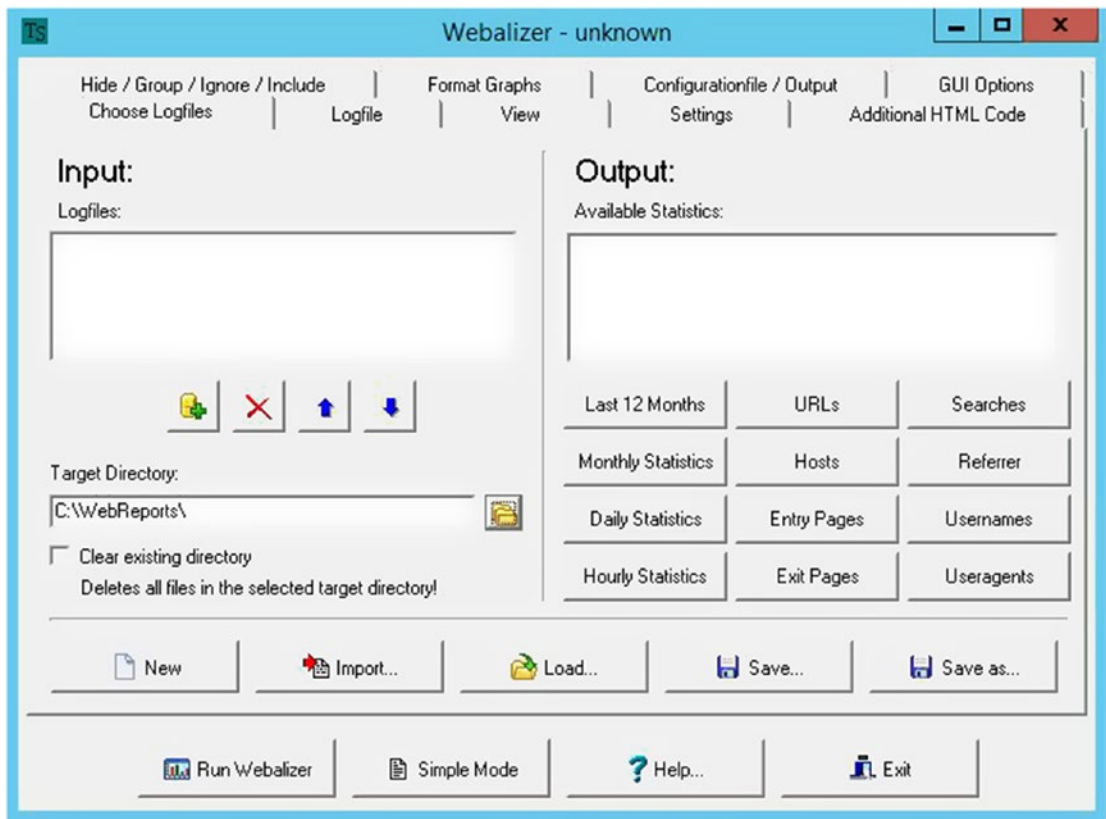 TS
Webalizer - unknown
Hide / Group / Ignore / Include
Format Graphs
Configurationfile / Output
GUI Options
Choose Logfiles
Logfile
View
Settings
Additional HTML Code
Input:
Logfiles:
Target Directory:
C:\WebReports\
Clear existing directory
Deletes all files in the selected target directory!
Output:
Available Statistics:
Last 12 Months
URLs
Searches
Monthly Statistics
Hosts
Referrer
Daily Statistics
Entry Pages
Usernames
Hourly Statistics
Exit Pages
Useragents
New
Import...
Load...
Save...
Save as...
Run Webalizer
Simple Mode
Help...
Exit